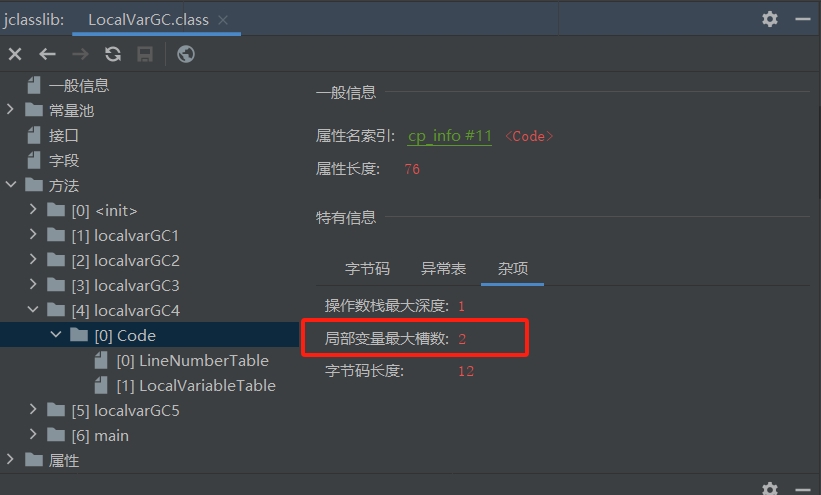 jclasslib: LocalVarGC.class
一般信息
常量池
接口
字段
方法
[0] <init>
[1] localvarGC1
[2] localvarGC2
[3] localvarGC3
[4] localvarGC4
[0] Code
[0] LineNumberTable
[1] LocalVariableTable
[5] localvarGC5
[6] main
属性
一般信息
属性名索引: cp_info #11 <Code>
属性长度: 76
特有信息
字节码 异常表 杂项
操作数栈最大深度: 1
局部变量最大槽数: 2
字节码长度: 12